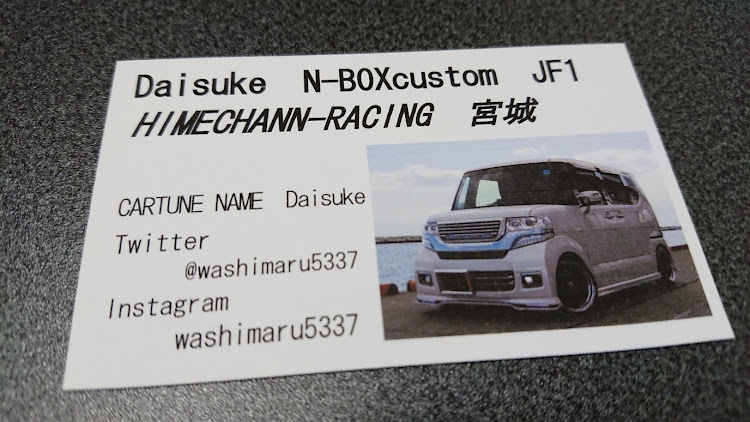 Daisuke N-BOXcustom JF1
HIMECHANN-RACING 宮城
CARTUNE NAME Daisuke
Twitter
@washimaru5337
Instagram
washimaru5337